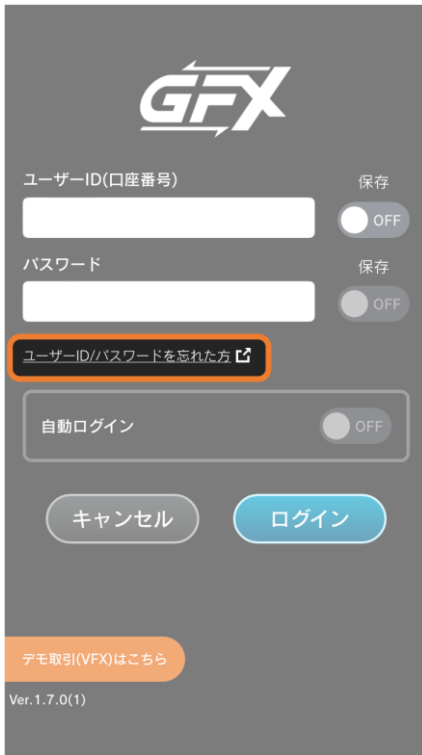 GFX
ユーザーID(口座番号)
保存
OFF
パスワード
保存
OFF
ユーザーID/パスワードを忘れた方
自動ログイン
OFF
キャンセル
ログイン
デモ取引(VFX)はこちら
Ver.1.7.0(1)